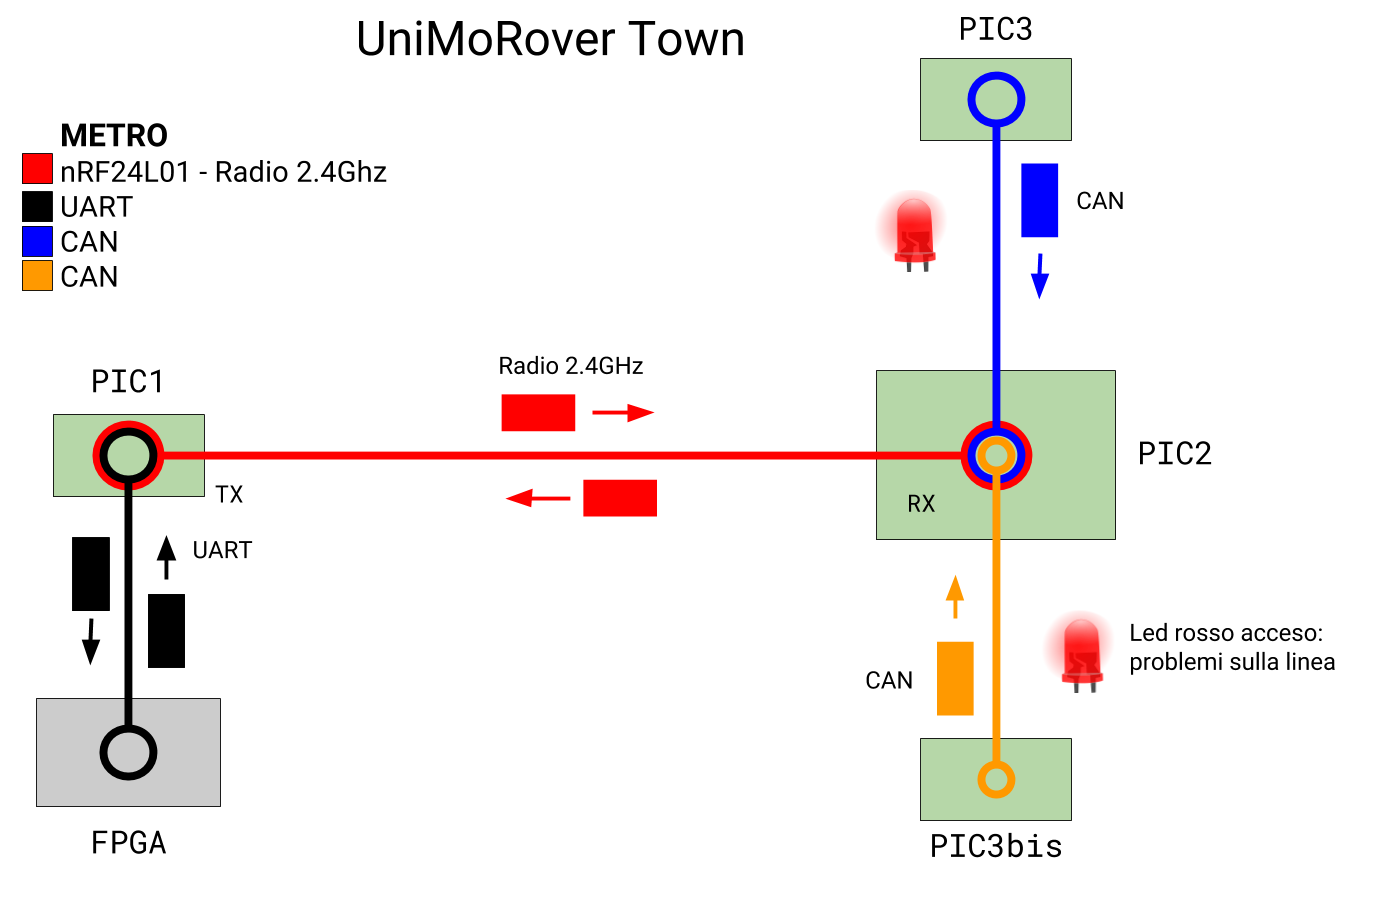 UniMoRover Town
PIC3
METRO
nRF24L01 - Radio 2.4Ghz
UART
CAN
CAN
CAN
PIC1
Radio 2.4GHz
PIC2
TX
RX
UART
Led rosso acceso:
problemi sulla linea
CAN
FPGA
PIC3bis